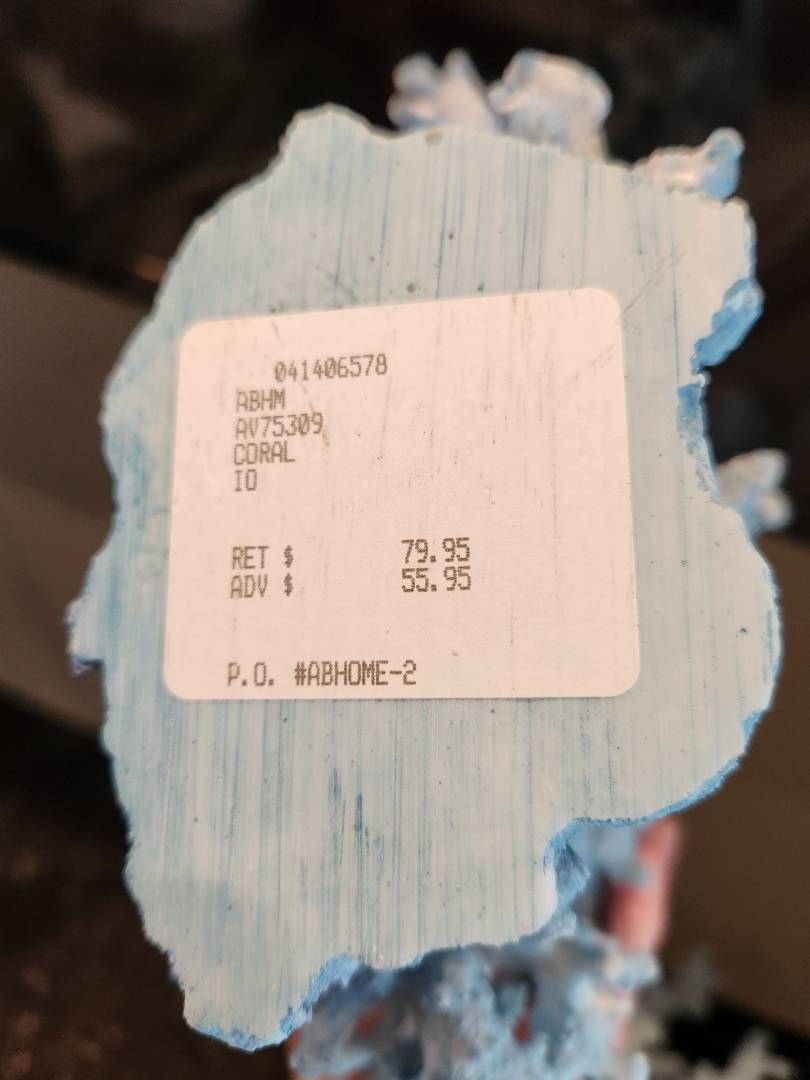 041406578
ABHM
AV75309
CORAL
IO
RET $ 79.95
ADV $ 55.95
P.O. #ABHOME-2